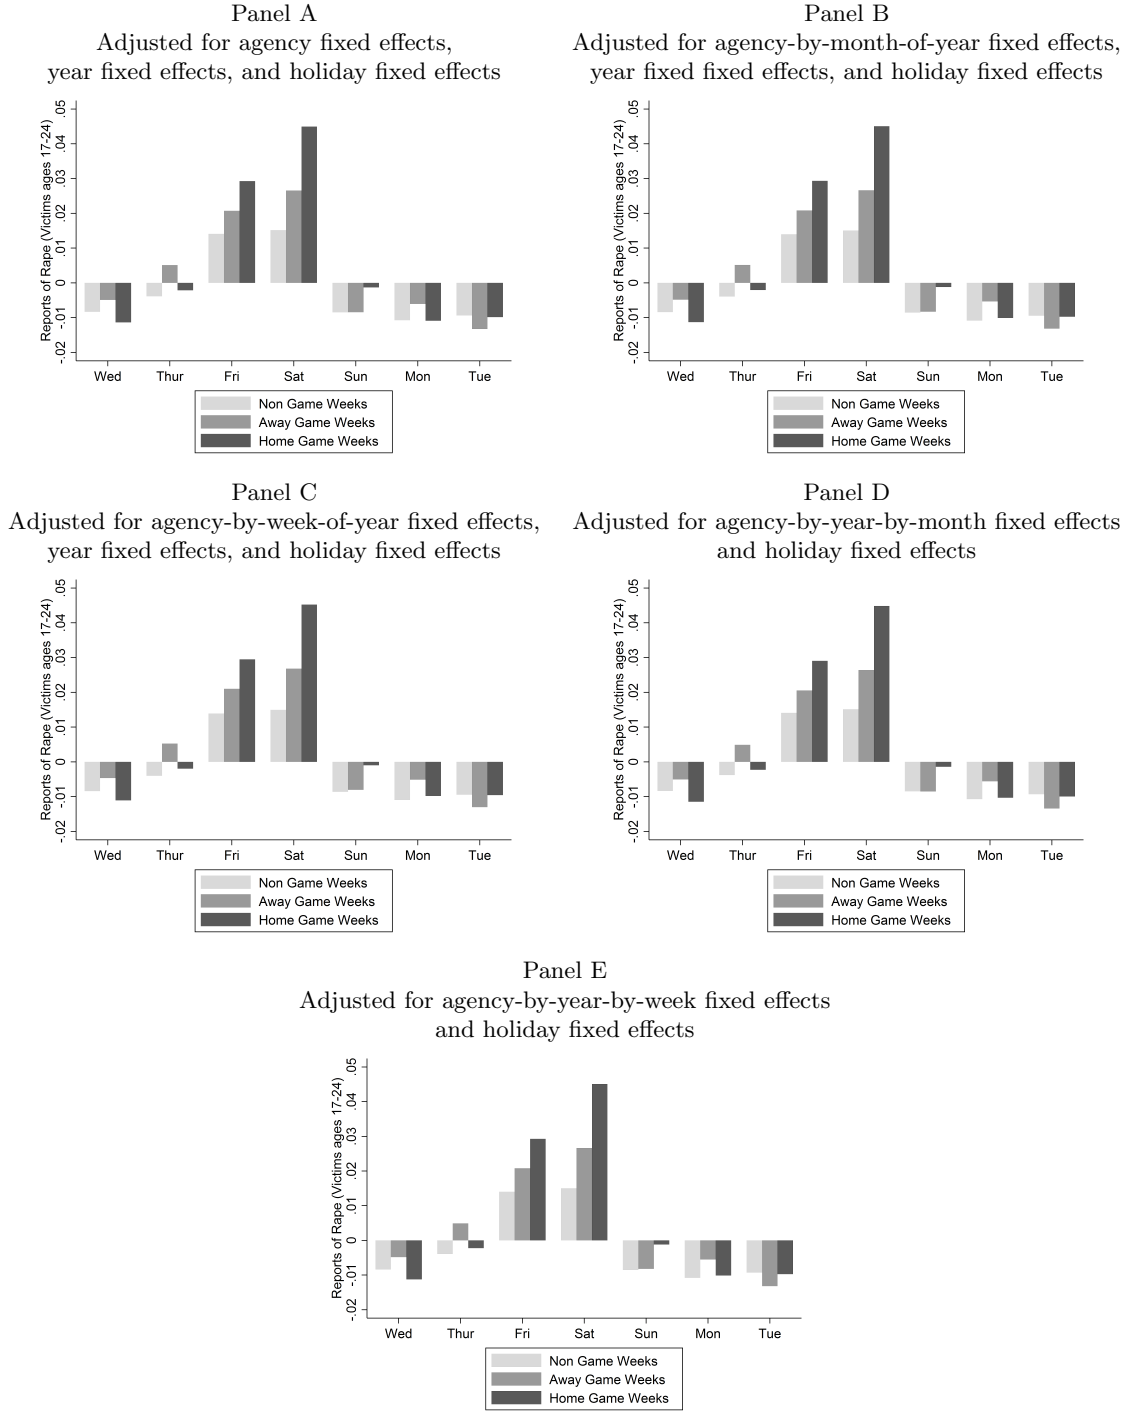 Panel A
Adjusted for agency fixed effects,
year fixed effects, and holiday fixed effects
Reports of Rape (Victims ages 17-24)
.05
.04
.03
.02
.01
0
-.01
-.02
Wed Thur Fri Sat Sun Mon Tue
Non Game Weeks
Away Game Weeks
Home Game Weeks
Panel B
Adjusted for agency-by-month-of-year fixed effects,
year fixed fixed effects, and holiday fixed effects
Reports of Rape (Victims ages 17-24)
.05
.04
.03
.02
.01
0
-.01
-.02
Wed Thur Fri Sat Sun Mon Tue
Non Game Weeks
Away Game Weeks
Home Game Weeks
Panel C
Adjusted for agency-by-week-of-year fixed effects,
year fixed effects, and holiday fixed effects
Reports of Rape (Victims ages 17-24)
.05
.04
.03
.02
.01
0
-.01
-.02
Wed Thur Fri Sat Sun Mon Tue
Non Game Weeks
Away Game Weeks
Home Game Weeks
Panel D
Adjusted for agency-by-year-by-month fixed effects
and holiday fixed effects
Reports of Rape (Victims ages 17-24)
.05
.04
.03
.02
.01
0
-.01
-.02
Wed Thur Fri Sat Sun Mon Tue
Non Game Weeks
Away Game Weeks
Home Game Weeks
Panel E
Adjusted for agency-by-year-by-week fixed effects
and holiday fixed effects
Reports of Rape (Victims ages 17-24)
.05
.04
.03
.02
.01
0
-.01
-.02
Wed Thur Fri Sat Sun Mon Tue
Non Game Weeks
Away Game Weeks
Home Game Weeks